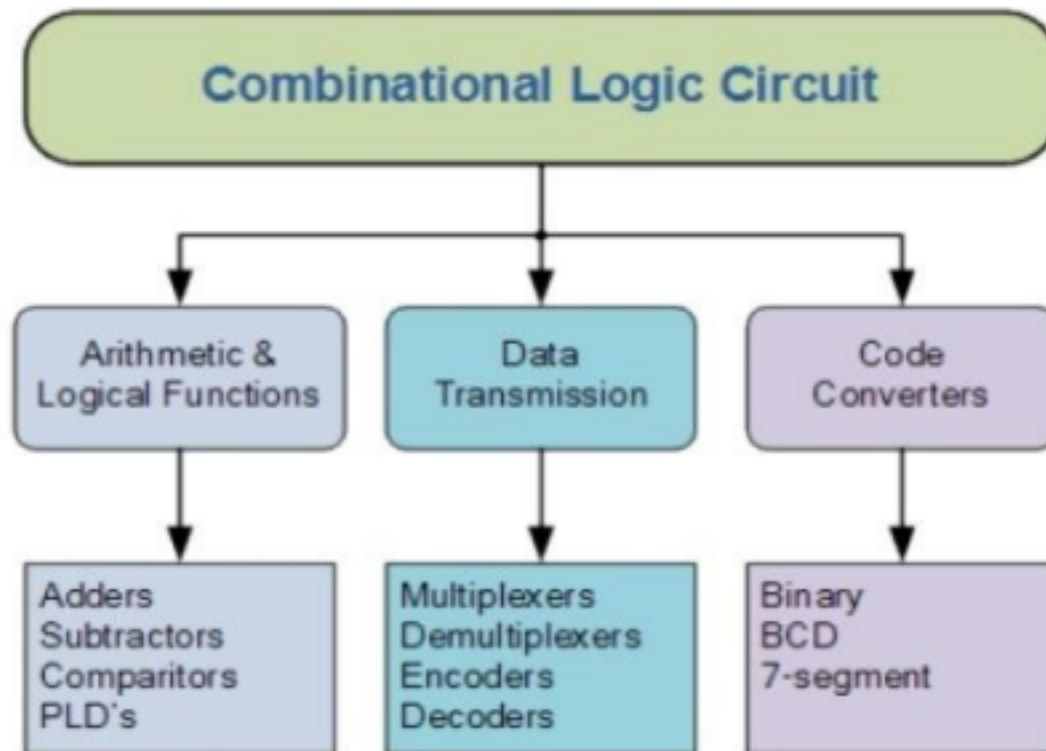 Combinational Logic Circuit
Arithmetic &
Logical Functions
Data
Transmission
Code
Converters
Adders
Subtractors
Comparitors
PLD's
Multiplexers
Demultiplexers
Encoders
Decoders
Binary
BCD
7-segment